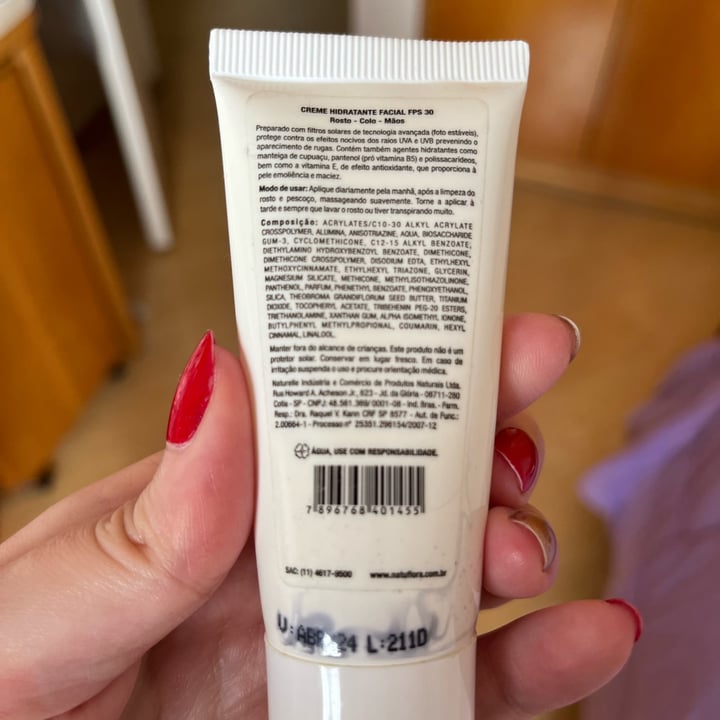 CREME HIDRATANTE FACIAL FPS 30
Rosto - Colo - Mãos
Preparado com filtros solares de tecnologia avançada (foto estáveis),
protege contra os efeitos nocivos dos raios UVA e UVB prevenindo o
aparecimento de rugas. Contém também agentes hidratantes como
manteiga de cupuaçu, pantenol (pró vitamina B5) e polissacarídeos,
bem como a vitamina E, de efeito antioxidante, que proporciona à
pele emoliência e maciez.
Modo de usar: Aplique diariamente pela manhã, após a limpeza do
rosto e pescoço, massageando suavemente. Torne a aplicar à
tarde e sempre que lavar o rosto ou tiver transpirando muito.
Composição: ACRYLATES/C10-30 ALKYL ACRYLATE
CROSSPOLYMER, ALUMINA, ANISOTRIAZINE, AQUA, BIOSACCHARIDE
GUM-3, CYCLOMETHICONE, C12-15 ALKYL BENZOATE,
DIETHYLAMINO HYDROXYBENZOYL BENZOATE, DIMETHICONE,
DIMETHICONE CROSSPOLYMER, DISODIUM EDTA, ETHYLHEXYL
METHOXYCINNAMATE, ETHYLHEXYL TRIAZONE, GLYCERIN,
MAGNESIUM SILICATE, METHICONE, METHYLISOTHIAZOLINONE,
PANTHENOL, PARFUM, PHENETHYL BENZOATE, PHENOXYETHANOL,
SILICA, THEOBROMA GRANDIFLORUM SEED BUTTER, TITANIUM
DIOXIDE, TOCOPHERYL ACETATE, TRIBEHENIN PEG-20 ESTERS,
TRIETHANOLAMINE, XANTHAN GUM, ALPHA ISOMETHYL IONONE,
BUTYLPHENYL METHYLPROPIONAL, COUMARIN, HEXYL
CINNAMAL, LINALOOL.
Manter fora do alcance de crianças. Este produto não é um
protetor solar. Conservar em lugar fresco. Em caso de
irritação suspenda o uso e procure orientação médica.
Naturelle Indústria e Comércio de Produtos Naturais Ltda.
Rua Howard A. Acheson Jr., 623 - Jd. da Glória - 06711-280
Cotia - SP - CNPJ: 48.561.369/0001-08 - Ind. Bras. - Farm.
Resp.: Dra. Raquel V. Kann CRF SP 8577 - Aut. de Func.:
2.00664-1 - Processo nº 25351.296154/2007-12
ÁGUA, USE COM RESPONSABILIDADE.
7 896768 401455
SAC: (11) 4617-9500 www.natuflora.com.br
V: 24 L:211D